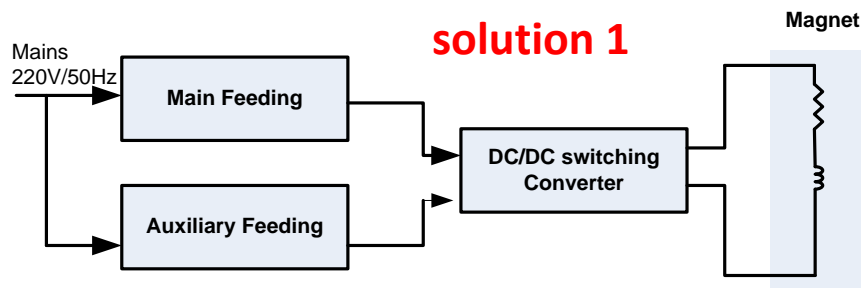 solution 1
Magnet
Mains
220V/50Hz
Main Feeding
DC/DC switching
Converter
Auxiliary Feeding